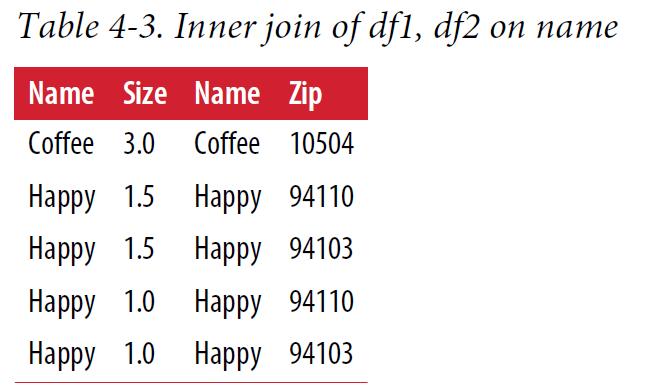 Table 4-3. Inner join of df1, df2 on name
Name Size Name Zip
Coffee 3.0 Coffee 10504
Happy 1.5 Happy 94110
Happy 1.5 Happy 94103
Happy 1.0 Happy 94110
Happy 1.0 Happy 94103